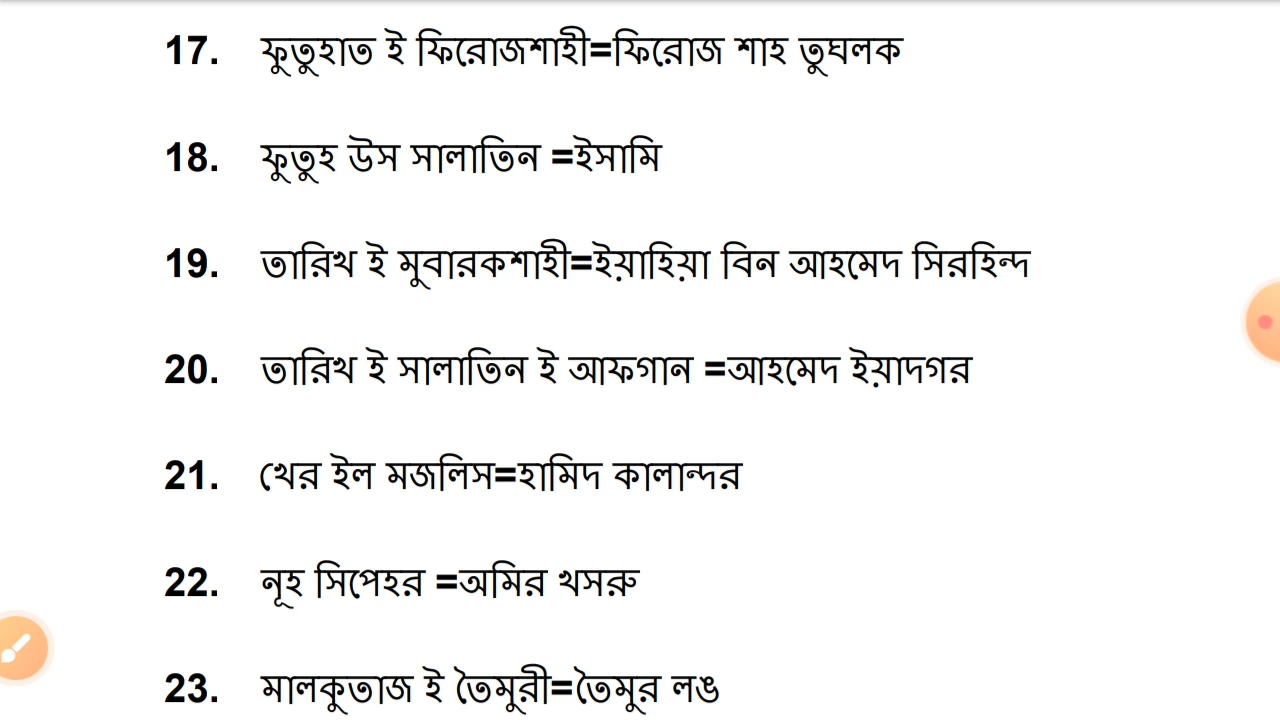 17. ফুতুহাত ই ফিরোজশাহী=ফিরোজ শাহ তুঘলক
18. ফুতুহ উস সালাতিন =ইসামি
19. তারিখ ই মুবারকশাহী=ইয়াহিয়া বিন আহমেদ সিরহিন্দ
20. তারিখ ই সালাতিন ই আফগান =আহমেদ ইয়াদগর
21. খের ইল মজলিস=হামিদ কালান্দর
22. নূহ সিপেহর =অমির খসরু
23. মালকুতাজ ই তৈমুরী=তৈমুর লঙ